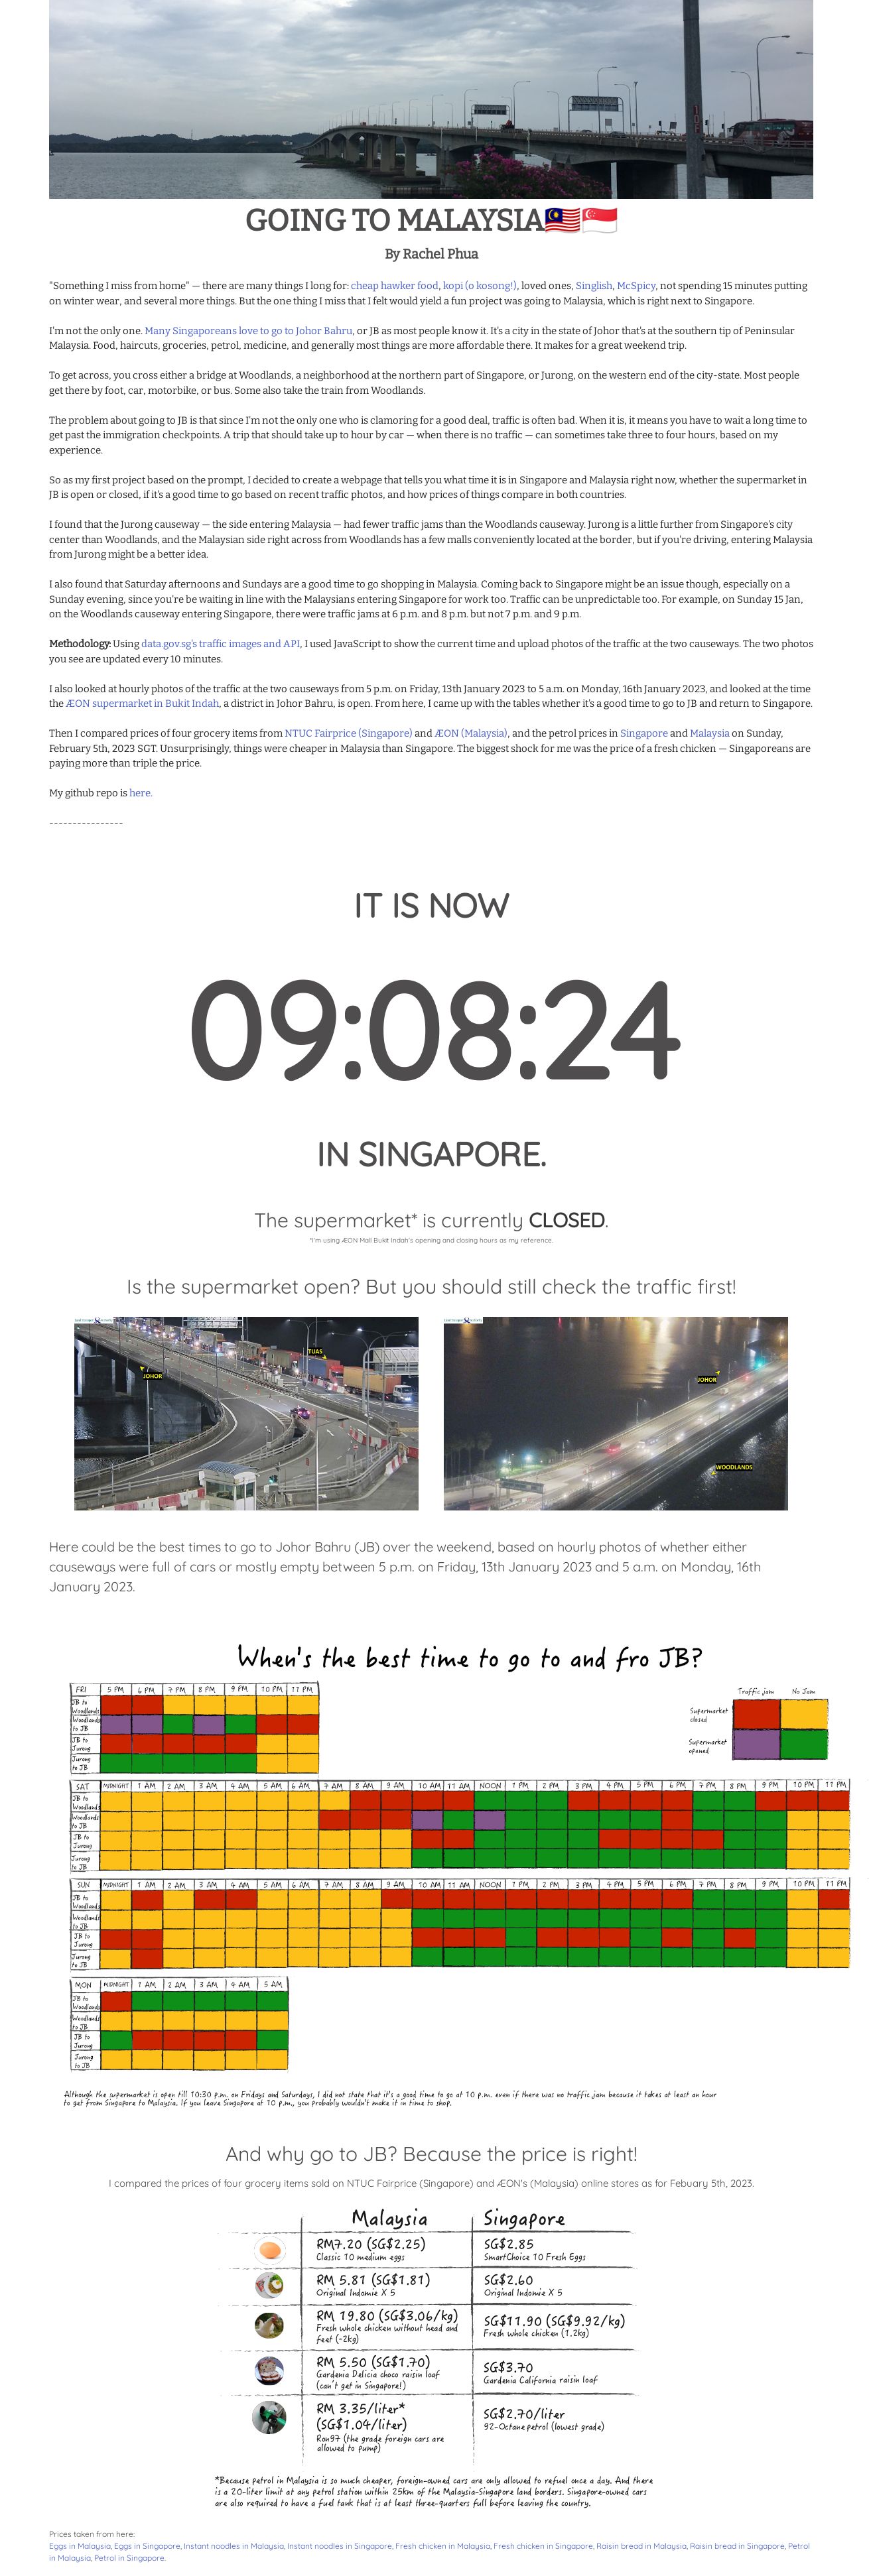 GOING TO MALAYSIA🇲🇾🇸🇬
By Rachel Phua
"Something I miss from home" — there are many things I long for: cheap hawker food, kopi (o kosong!), loved ones, Singlish, McSpicy, not spending 15 minutes putting
on winter wear, and several more things. But the one thing I miss that I felt would yield a fun project was going to Malaysia, which is right next to Singapore.
I'm not the only one. Many Singaporeans love to go to Johor Bahru, or JB as most people know it. It's a city in the state of Johor that's at the southern tip of Peninsular
Malaysia. Food, haircuts, groceries, petrol, medicine, and generally most things are more affordable there. It makes for a great weekend trip.
To get across, you cross either a bridge at Woodlands, a neighborhood at the northern part of Singapore, or Jurong, on the western end of the city-state. Most people
get there by foot, car, motorbike, or bus. Some also take the train from Woodlands.
The problem about going to JB is that since I'm not the only one who is clamoring for a good deal, traffic is often bad. When it is, it means you have to wait a long time to
get past the immigration checkpoints. A trip that should take up to hour by car — when there is no traffic — can sometimes take three to four hours, based on my
experience.
So as my first project based on the prompt, I decided to create a webpage that tells you what time it is in Singapore and Malaysia right now, whether the supermarket in
JB is open or closed, if it's a good time to go based on recent traffic photos, and how prices of things compare in both countries.
I found that the Jurong causeway — the side entering Malaysia — had fewer traffic jams than the Woodlands causeway. Jurong is a little further from Singapore's city
center than Woodlands, and the Malaysian side right across from Woodlands has a few malls conveniently located at the border, but if you're driving, entering Malaysia
from Jurong might be a better idea.
I also found that Saturday afternoons and Sundays are a good time to go shopping in Malaysia. Coming back to Singapore might be an issue though, especially on a
Sunday evening, since you're be waiting in line with the Malaysians entering Singapore for work too. Traffic can be unpredictable too. For example, on Sunday 15 Jan,
on the Woodlands causeway entering Singapore, there were traffic jams at 6 p.m. and 8 p.m. but not 7 p.m. and 9 p.m.
Methodology: Using data.gov.sg's traffic images and API, I used JavaScript to show the current time and upload photos of the traffic at the two causeways. The two photos
you see are updated every 10 minutes.
I also looked at hourly photos of the traffic at the two causeways from 5 p.m. on Friday, 13th January 2023 to 5 a.m. on Monday, 16th January 2023, and looked at the time
the ÆON supermarket in Bukit Indah, a district in Johor Bahru, is open. From here, I came up with the tables whether it's a good time to go to JB and return to Singapore.
Then I compared prices of four grocery items from NTUC Fairprice (Singapore) and ÆON (Malaysia), and the petrol prices in Singapore and Malaysia on Sunday,
February 5th, 2023 SGT. Unsurprisingly, things were cheaper in Malaysia than Singapore. The biggest shock for me was the price of a fresh chicken — Singaporeans are
paying more than triple the price.
My github repo is here.
----------------
IT IS NOW
09:08:24
IN SINGAPORE.
The supermarket* is currently CLOSED.
*I'm using ÆON Mall Bukit Indah's opening and closing hours as my reference.
Is the supermarket open? But you should still check the traffic first!
TUAS
JOHOR
JOHOR
WOODLANDS
Here could be the best times to go to Johor Bahru (JB) over the weekend, based on hourly photos of whether either
causeways were full of cars or mostly empty between 5 p.m. on Friday, 13th January 2023 and 5 a.m. on Monday, 16th
January 2023.
When's the best time to go to and fro JB?
Traffic jam No Jam
Supermarket closed
Supermarket opened
FRI 5 PM 6 PM 7 PM 8 PM 9 PM 10 PM 11 PM
JB to Woodlands
Woodlands to JB
JB to Jurong
Jurong to JB
SAT MIDNIGHT 1 AM 2 AM 3 AM 4 AM 5 AM 6 AM 7 AM 8 AM 9 AM 10 AM 11 AM NOON 1 PM 2 PM 3 PM 4 PM 5 PM 6 PM 7 PM 8 PM 9 PM 10 PM 11 PM
JB to Woodlands
Woodlands to JB
JB to Jurong
Jurong to JB
SUN MIDNIGHT 1 AM 2 AM 3 AM 4 AM 5 AM 6 AM 7 AM 8 AM 9 AM 10 AM 11 AM NOON 1 PM 2 PM 3 PM 4 PM 5 PM 6 PM 7 PM 8 PM 9 PM 10 PM 11 PM
JB to Woodlands
Woodlands to JB
JB to Jurong
Jurong to JB
MON MIDNIGHT 1 AM 2 AM 3 AM 4 AM 5 AM
JB to Woodlands
Woodlands to JB
JB to Jurong
Jurong to JB
Although the supermarket is open till 10:30 p.m. on Fridays and Saturdays, I did not state that it's a good time to go at 10 p.m. even if there was no traffic jam because it takes at least an hour
to get from Singapore to Malaysia. If you leave Singapore at 10 p.m., you probably wouldn't make it in time to shop.
And why go to JB? Because the price is right!
I compared the prices of four grocery items sold on NTUC Fairprice (Singapore) and ÆON's (Malaysia) online stores as for Febuary 5th, 2023.
Malaysia Singapore
RM7.20 (SG$2.25) SG$2.85
Classic 10 medium eggs SmartChoice 10 Fresh Eggs
RM 5.81 (SG$1.81) SG$2.60
Original Indomie X 5 Original Indomie X 5
RM 19.80 (SG$3.06/kg) SG$11.90 (SG$9.92/kg)
Fresh whole chicken without head and Fresh whole chicken (1.2kg)
feet (~2kg)
RM 5.50 (SG$1.70) SG$3.70
Gardenia Delicia choco raisin loaf Gardenia California raisin loaf
(can't get in Singapore!)
RM 3.35/liter* SG$2.70/liter
(SG$1.04/liter) 92-Octane petrol (lowest grade)
Ron97 (the grade foreign cars are
allowed to pump)
*Because petrol in Malaysia is so much cheaper, foreign-owned cars are only allowed to refuel once a day. And there
is a 20-liter limit at any petrol station within 25km of the Malaysia-Singapore land borders. Singapore-owned cars
are also required to have a fuel tank that is at least three-quarters full before leaving the country.
Prices taken from here:
Eggs in Malaysia, Eggs in Singapore, Instant noodles in Malaysia, Instant noodles in Singapore, Fresh chicken in Malaysia, Fresh chicken in Singapore, Raisin bread in Malaysia, Raisin bread in Singapore, Petrol
in Malaysia, Petrol in Singapore.